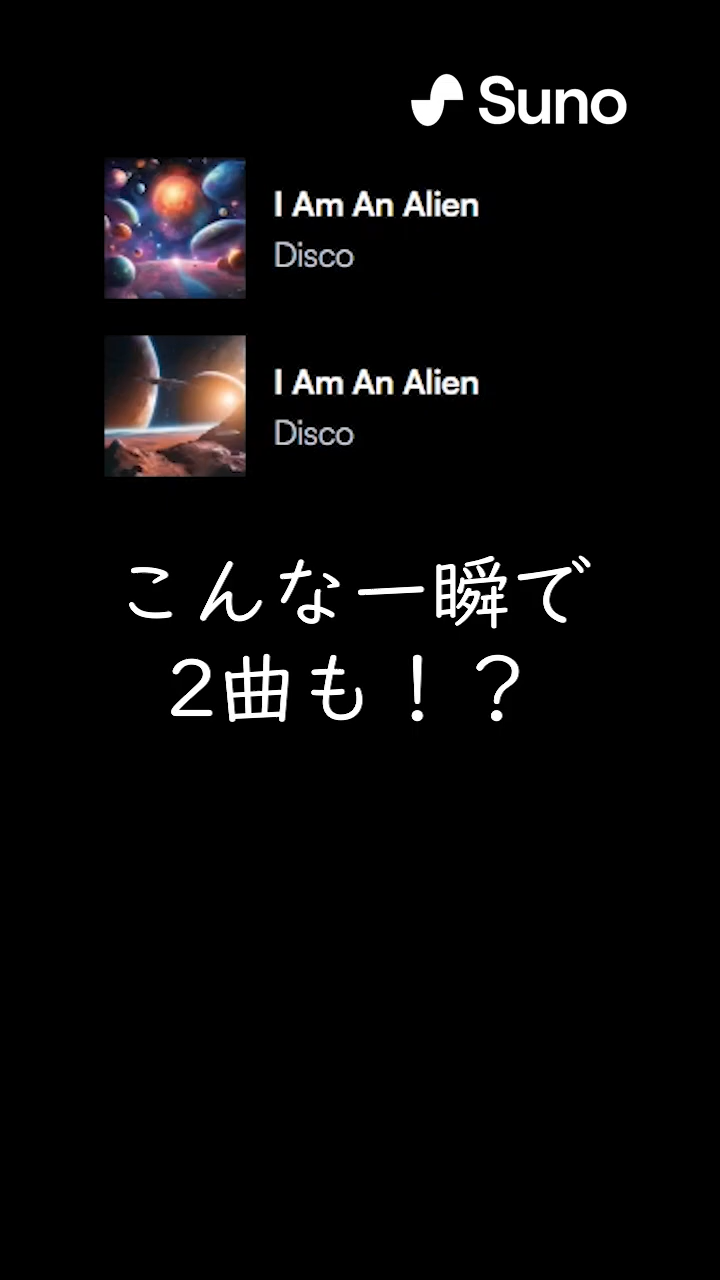 Suno
I Am An Alien
Disco
I Am An Alien
Disco
こんな一瞬で
2曲も！？